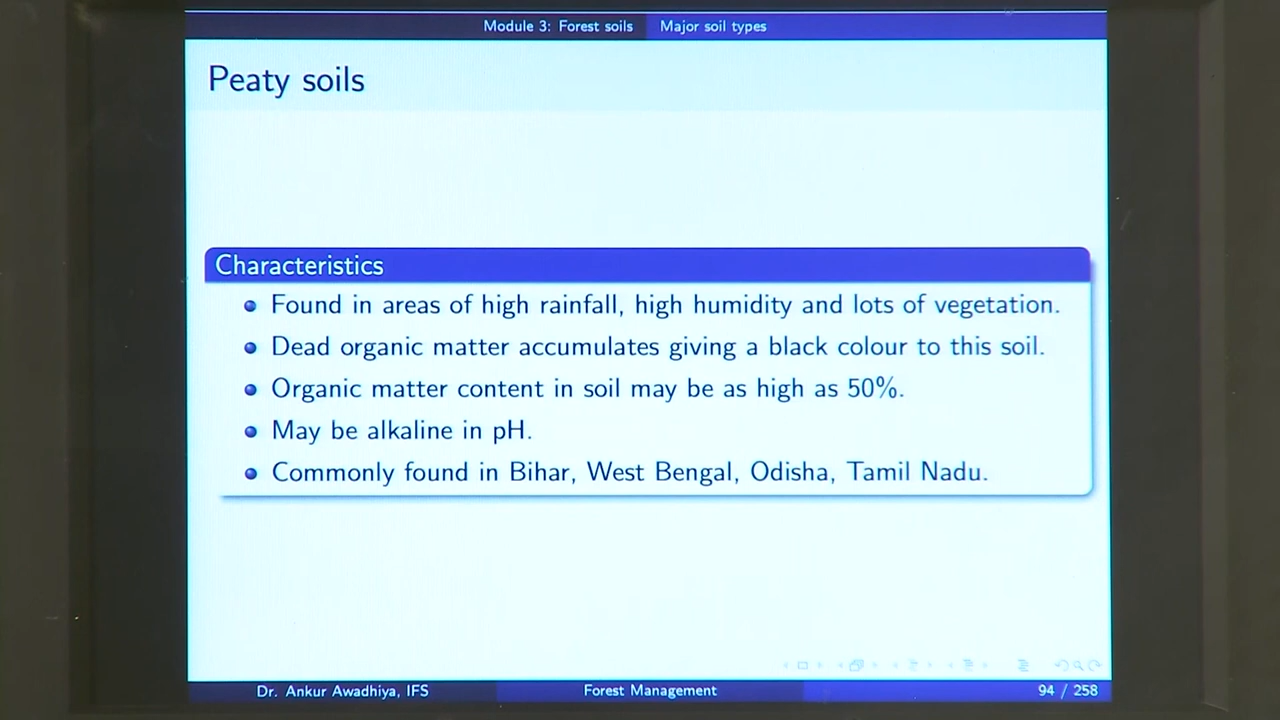 Module 3: Forest soils Major soil types
Peaty soils
Characteristics
Found in areas of high rainfall, high humidity and lots of vegetation.
Dead organic matter accumulates giving a black colour to this soil.
Organic matter content in soil may be as high as 50%.
May be alkaline in pH.
Commonly found in Bihar, West Bengal, Odisha, Tamil Nadu.
Dr. Ankur Awadhiya, IFS Forest Management 94 / 258